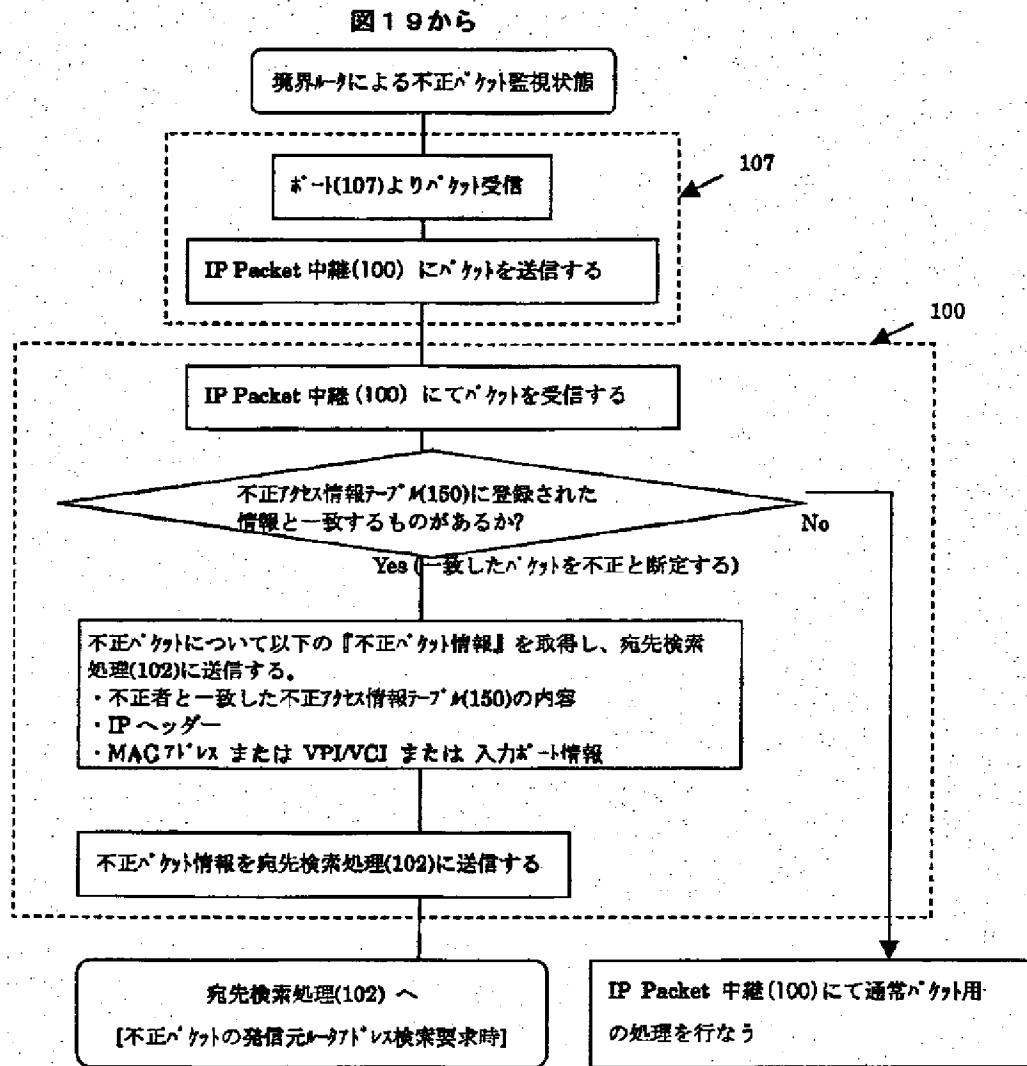 図19から
境界ルータによる不正パケット監視状態
107
ポート(107)よりパケット受信
IP Packet 中継(100) にパケットを送信する
100
IP Packet 中継(100) にてパケットを受信する
不正アクセス情報テーブル(150)に登録された
情報と一致するものがあるか?
No
Yes (一致したパケットを不正と断定する)
不正パケットについて以下の『不正パケット情報』を取得し、宛先検索
処理(102)に送信する。
・不正者と一致した不正アクセス情報テーブル(150)の内容
・IP ヘッダー
・MACアドレス または VPI/VCI または 入力ポート情報
不正パケット情報を宛先検索処理(102)に送信する
宛先検索処理(102) へ
[不正パケットの発信元ルータアドレス検索要求時]
IP Packet 中継(100)にて通常パケット用
の処理を行なう